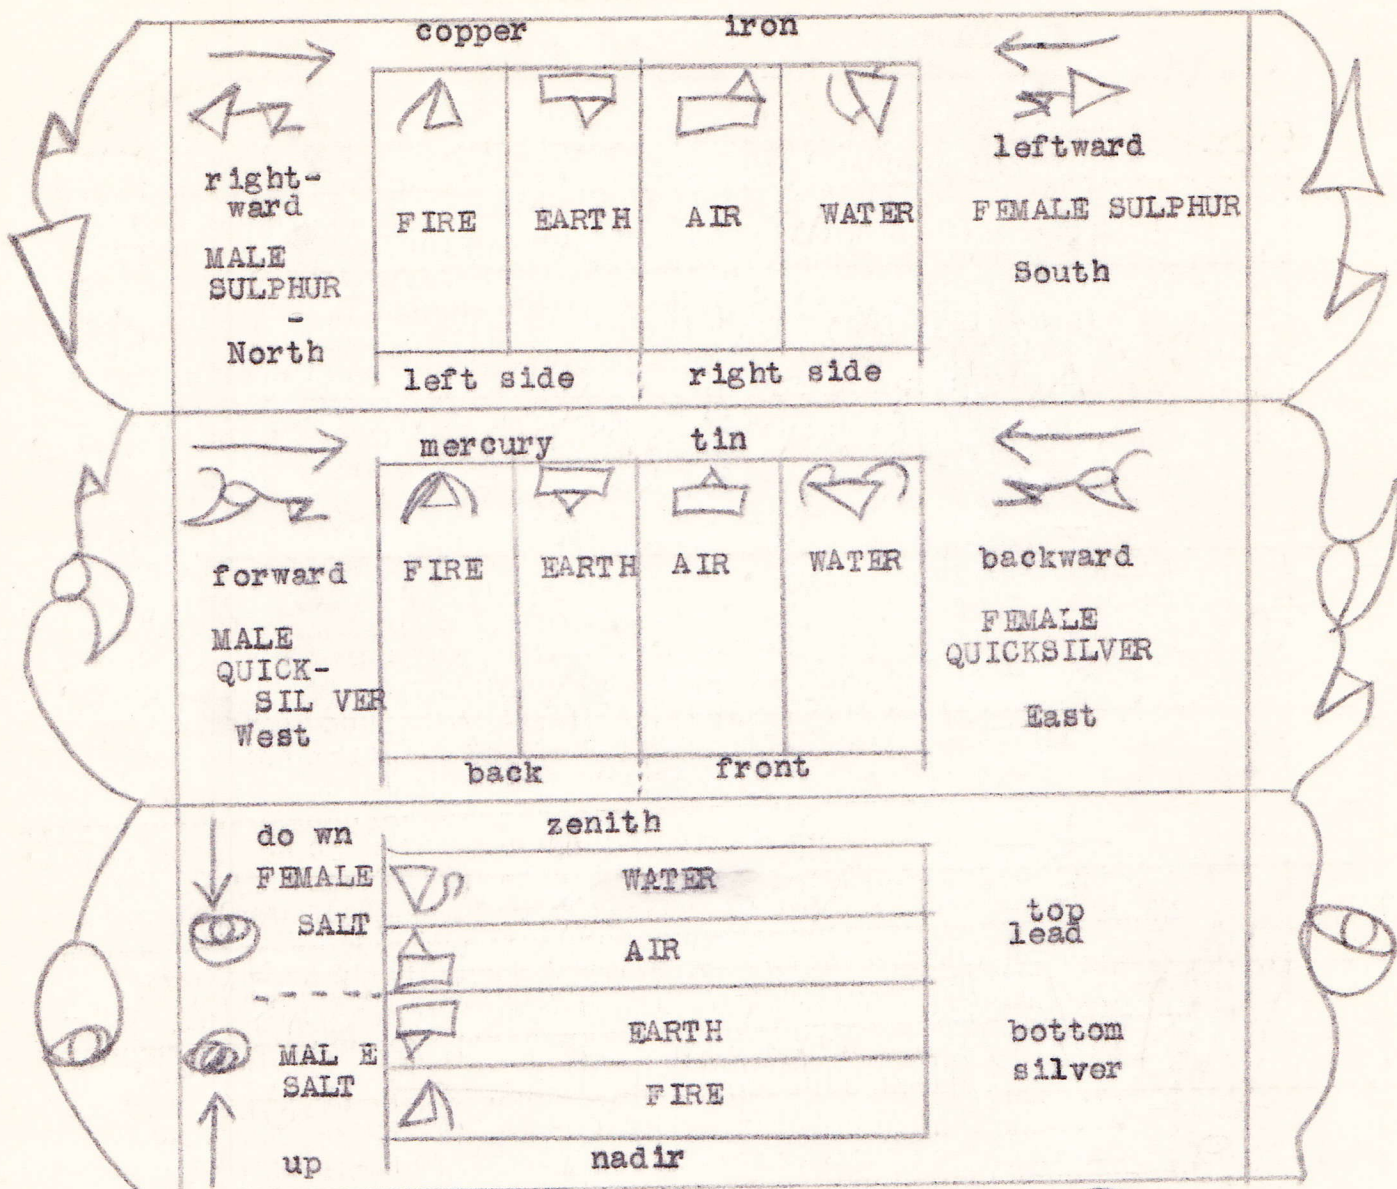 copper iron
right-
ward
MALE
SULPHUR
-
North
FIRE EARTH AIR WATER
leftward
FEMALE SULPHUR
South
left side right side
mercury tin
forward
MALE
QUICK-
SIL VER
West
FIRE EARTH AIR WATER
backward
FEMALE
QUICKSILVER
East
back front
do wn
FEMALE
SALT
zenith
WATER
AIR
EARTH
FIRE
nadir
top
lead
bottom
silver
MAL E
SALT
up